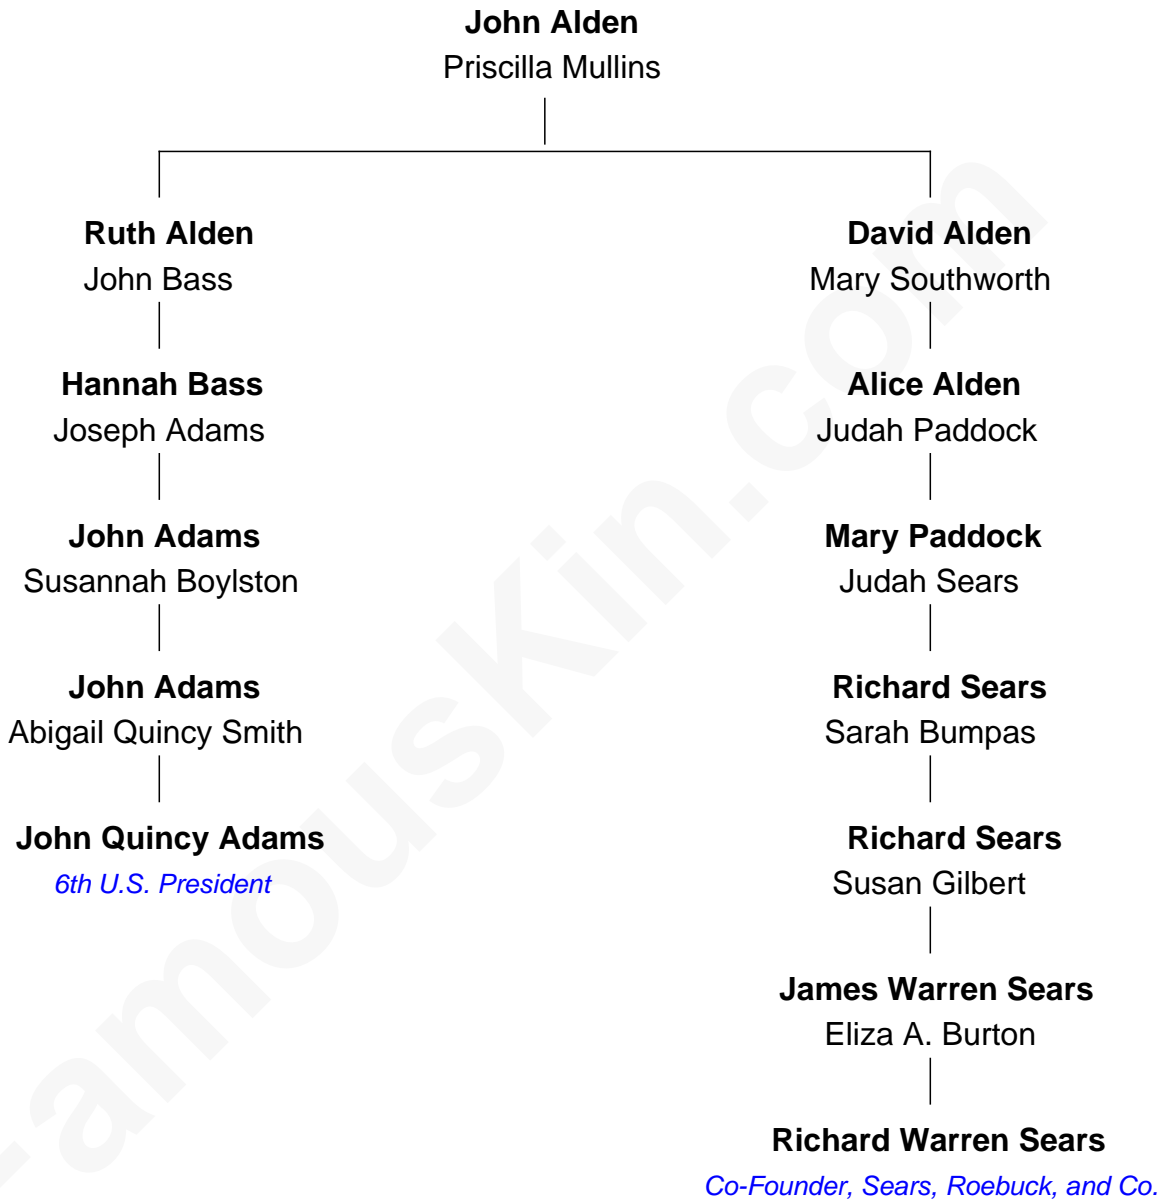 John Alden
Priscilla Mullins
Ruth Alden
John Bass
Hannah Bass
Joseph Adams
John Adams
Susannah Boylston
John Adams
Abigail Quincy Smith
John Quincy Adams
6th U.S. President
David Alden
Mary Southworth
Alice Alden
Judah Paddock
Mary Paddock
Judah Sears
Richard Sears
Sarah Bumpas
Richard Sears
Susan Gilbert
James Warren Sears
Eliza A. Burton
Richard Warren Sears
Co-Founder, Sears, Roebuck, and Co.
FamousKin.com